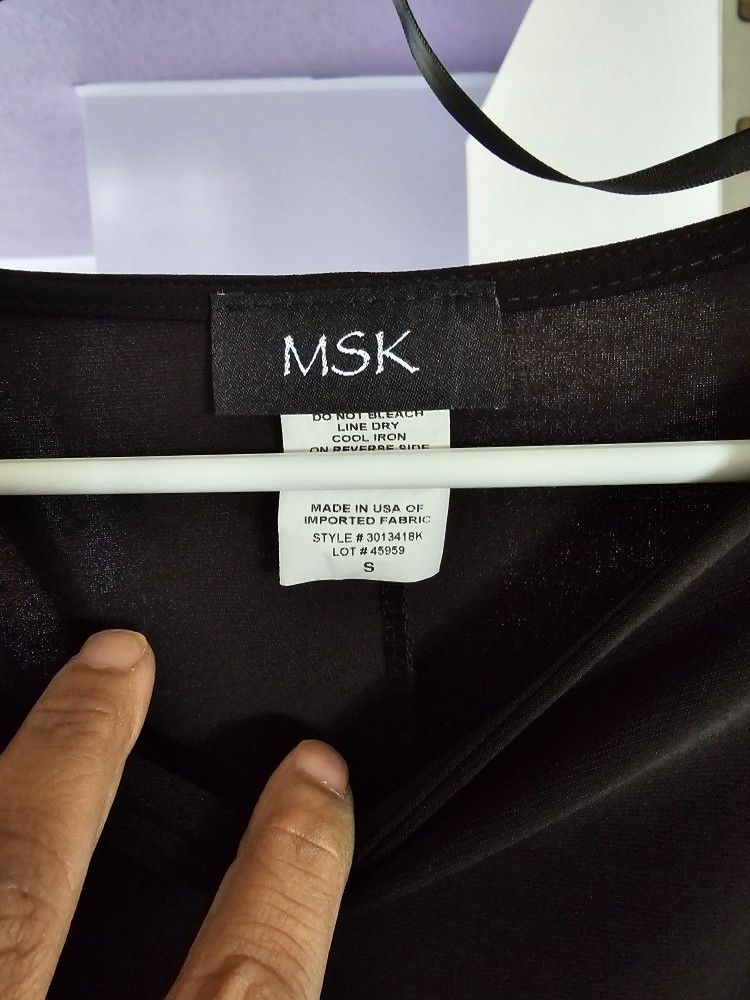 MSK
DO NOT BLEACH
LINE DRY
COOL IRON
ON REVERSE SIDE
MADE IN USA OF
IMPORTED FABRIC
STYLE # 3013418K
LOT # 45959
S